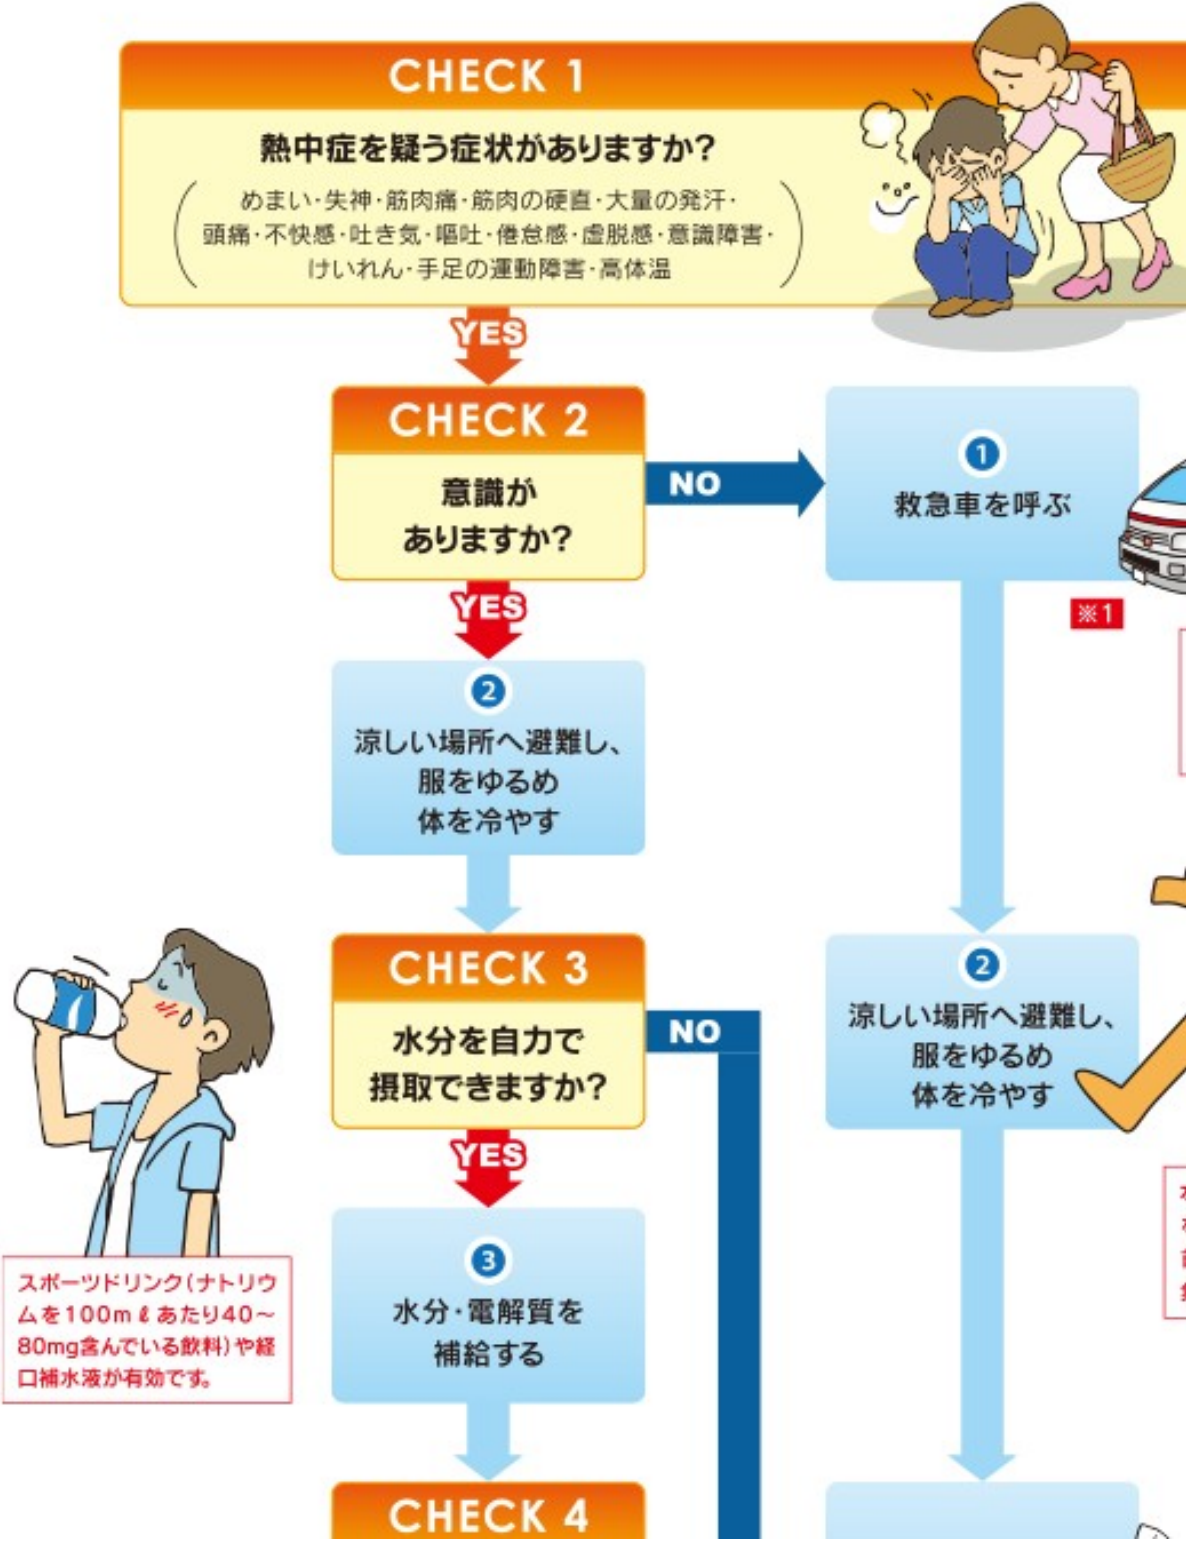 CHECK 1
熱中症を疑う症状がありますか?
めまい・失神・筋肉痛・筋肉の硬直・大量の発汗・
頭痛・不快感・吐き気・嘔吐・倦怠感・虚脱感・意識障害・
けいれん・手足の運動障害・高体温
YES
CHECK 2
意識が
ありますか?
NO
1
救急車を呼ぶ
※1
YES
2
涼しい場所へ避難し、
服をゆるめ
体を冷やす
CHECK 3
水分を自力で
摂取できますか?
NO
2
涼しい場所へ避難し、
服をゆるめ
体を冷やす
YES
3
水分・電解質を
補給する
スポーツドリンク(ナトリウ
ムを100mℓあたり40〜
80mg含んでいる飲料)や経
口補水液が有効です。
CHECK 4